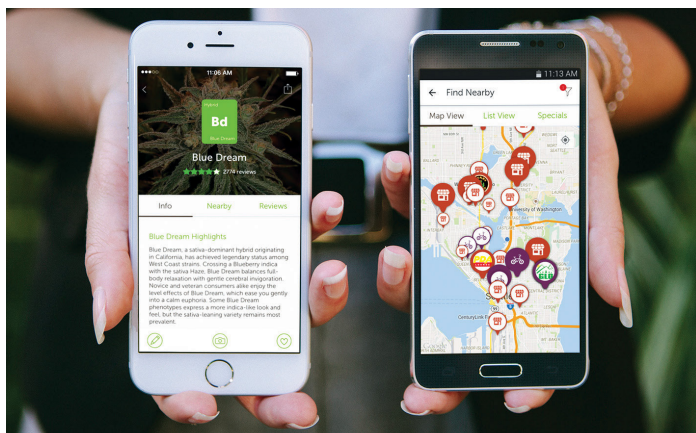 11:06 AM
Hybrid
Bd
Blue Dream
Blue Dream
2774 reviews
Info Nearby Reviews
Blue Dream Highlights
Blue Dream, a sativa-dominant hybrid originating
in California, has achieved legendary status among
West Coast strains. Crossing a Blueberry indica
with the sativa Haze, Blue Dream balances full-
body relaxation with gentle cerebral invigoration.
Novice and veteran consumers alike enjoy the
level effects of Blue Dream, which ease you gently
into a calm euphoria. Some Blue Dream
phenotypes express a more indica-like look and
feel, but the sativa-leaning variety remains most
prevalent.
11:13 AM
Find Nearby
Map View List View Specials
University of Washington
CenturyLink
Google